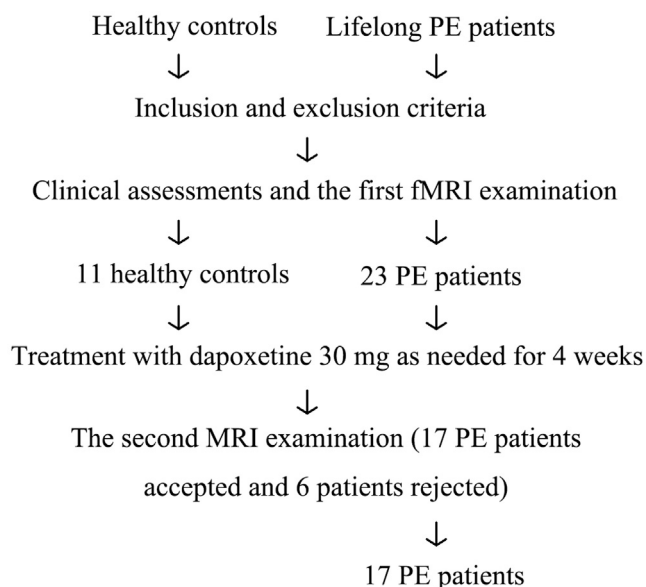 Healthy controls Lifelong PE patients
Inclusion and exclusion criteria
Clinical assessments and the first fMRI examination
11 healthy controls 23 PE patients
Treatment with dapoxetine 30 mg as needed for 4 weeks
The second MRI examination (17 PE patients
accepted and 6 patients rejected)
17 PE patients